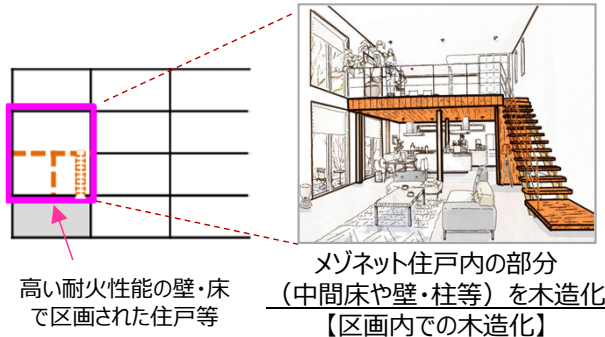 高い耐火性能の壁・床
で区画された住戸等
メゾネット住戸内の部分
（中間床や壁・柱等）を木造化
【区画内での木造化】